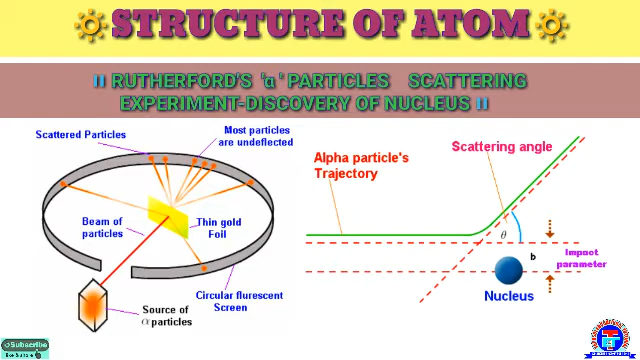 STRUCTURE OF ATOM
" RUTHERFORD'S 'α' PARTICLES SCATTERING
EXPERIMENT-DISCOVERY OF NUCLEUS "
Scattered Particles
Most particles
are undeflected
Beam of
particles
Thin gold
Foil
Source of
α particles
Circular flurescent
Screen
Alpha particle's
Trajectory
Scattering angle
θ
b
Impact
parameter
Nucleus
Subscribe